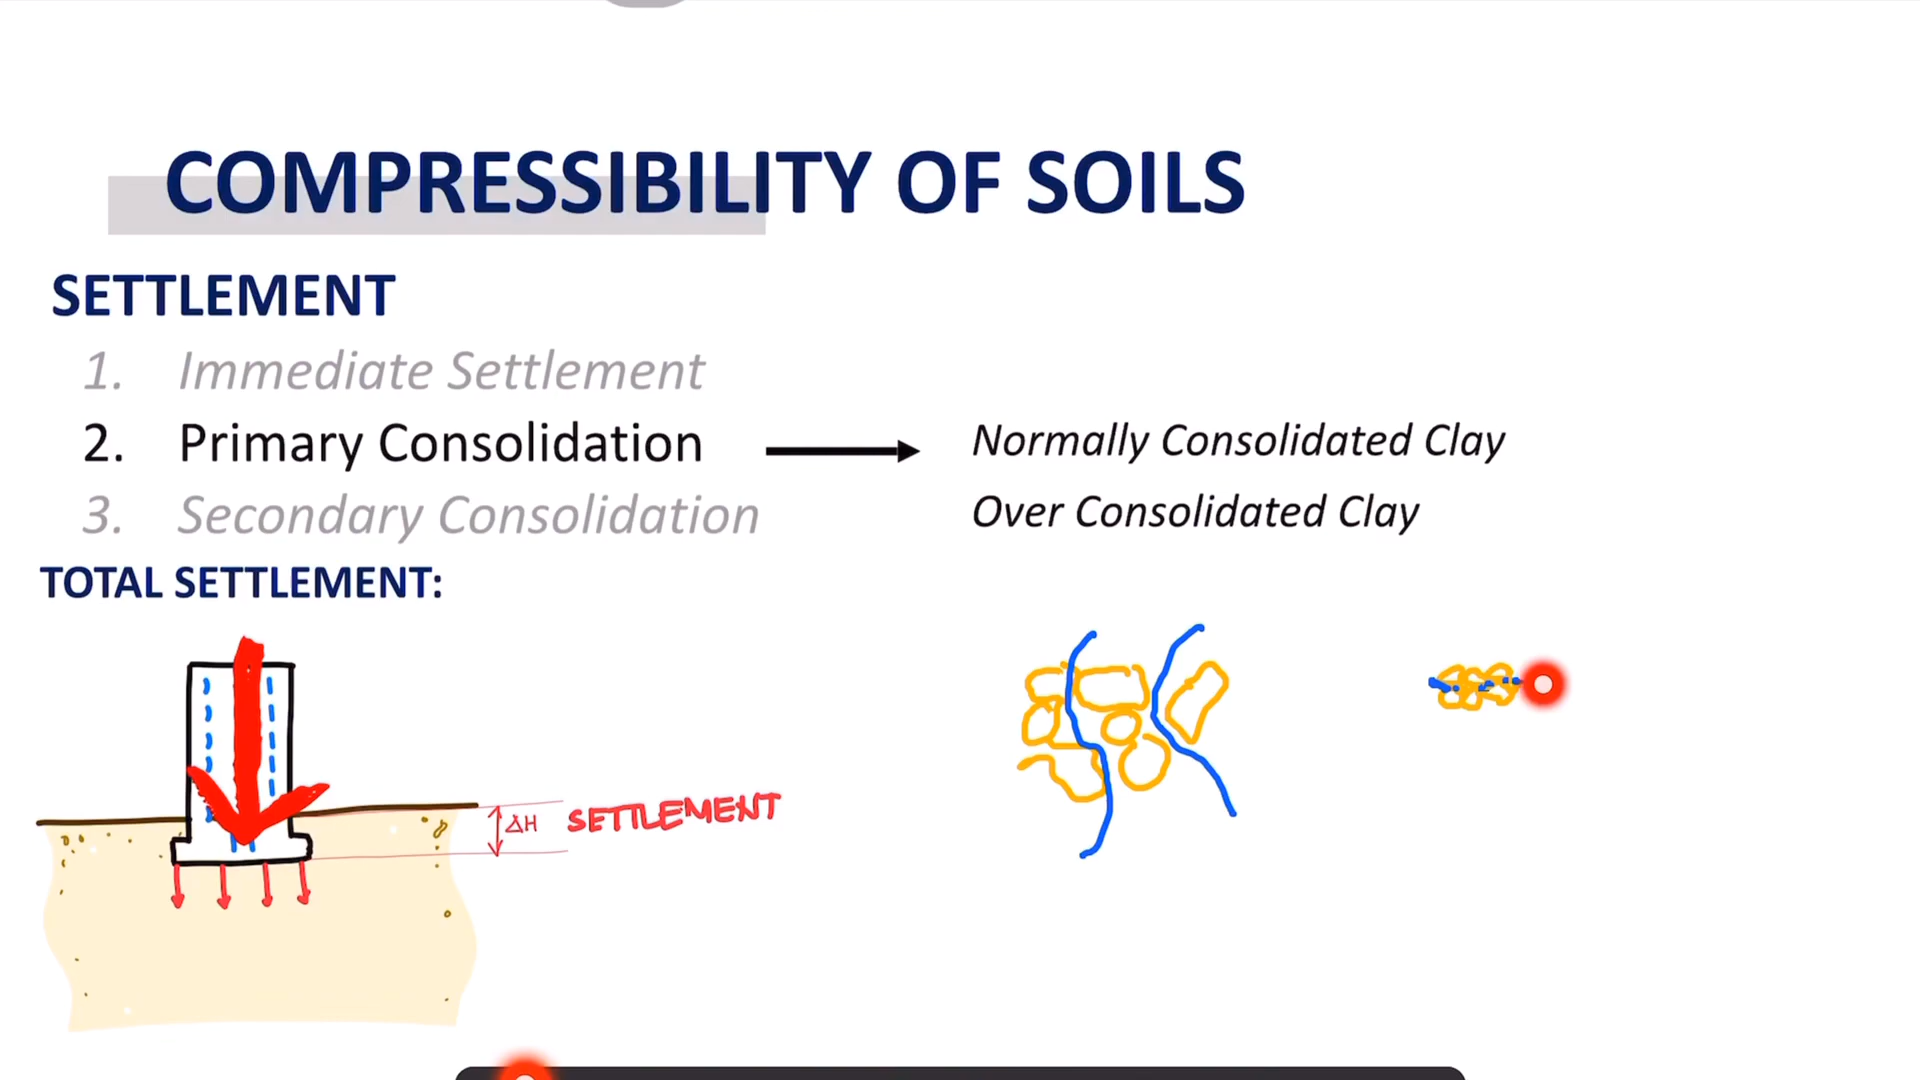 COMPRESSIBILITY OF SOILS
SETTLEMENT
1. Immediate Settlement
2. Primary Consolidation
Normally Consolidated Clay
3. Secondary Consolidation
Over Consolidated Clay
TOTAL SETTLEMENT:
ΔH SETTLEMENT